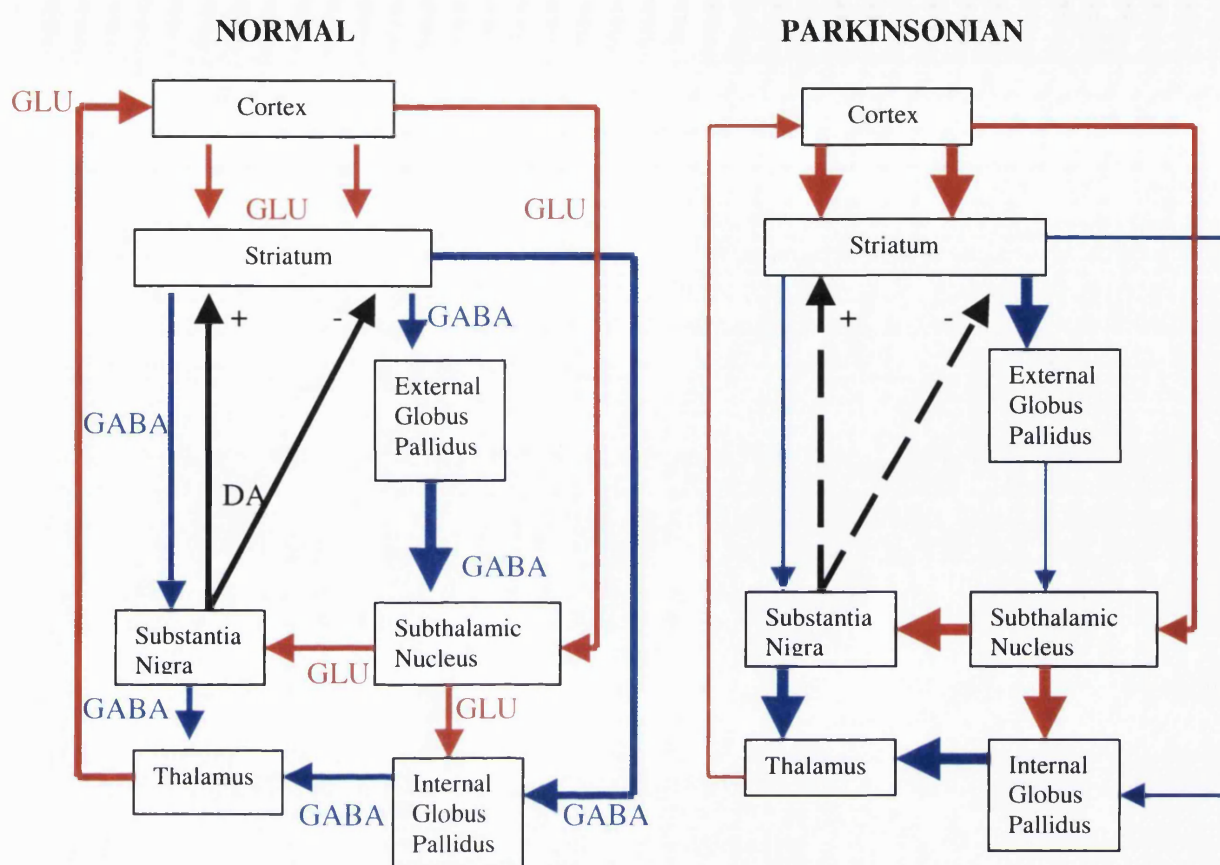 NORMAL
GLU
Cortex
GLU
GLU
Striatum
+
-
GABA
External
Globus
Pallidus
GABA
DA
GABA
Substantia
Nigra
Subthalamic
Nucleus
GLU
GABA
GLU
Thalamus
Internal
Globus
Pallidus
GABA
GABA
PARKINSONIAN
Cortex
Striatum
+
-
External
Globus
Pallidus
Substantia
Nigra
Subthalamic
Nucleus
Thalamus
Internal
Globus
Pallidus